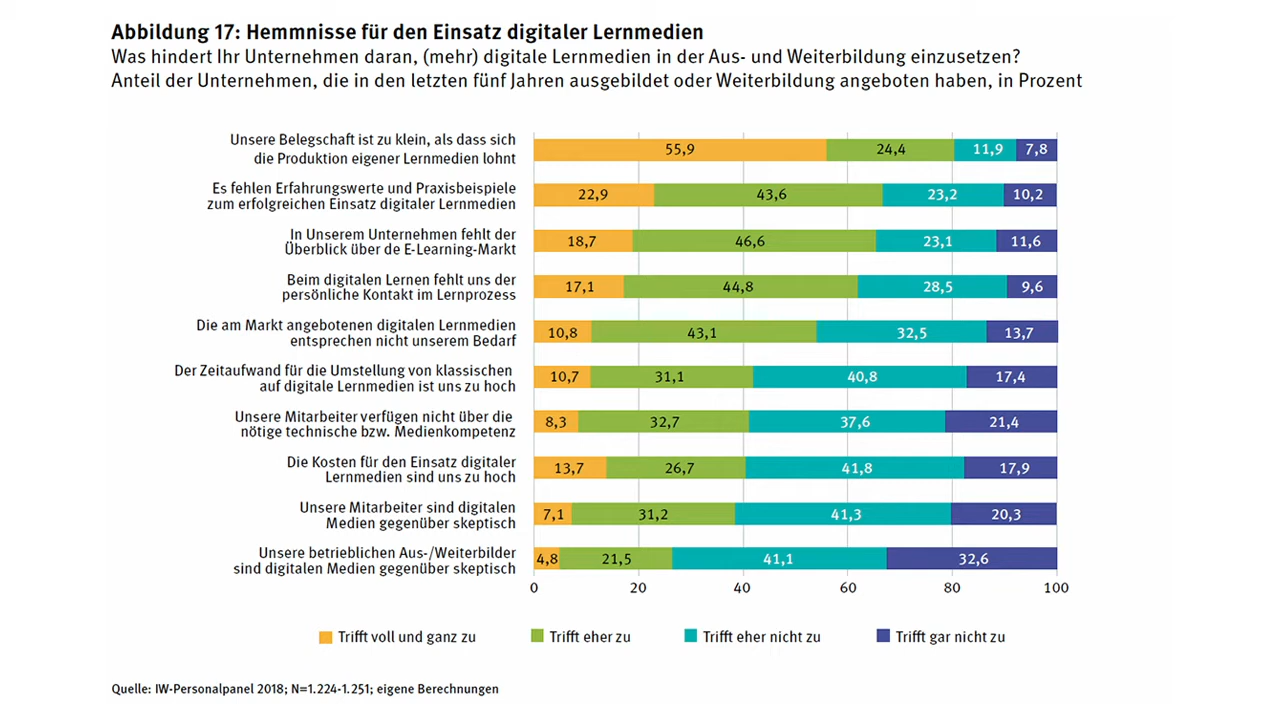 Abbildung 17: Hemmnisse für den Einsatz digitaler Lernmedien
Was hindert Ihr Unternehmen daran, (mehr) digitale Lernmedien in der Aus- und Weiterbildung einzusetzen?
Anteil der Unternehmen, die in den letzten fünf Jahren ausgebildet oder Weiterbildung angeboten haben, in Prozent
Unsere Belegschaft ist zu klein, als dass sich
die Produktion eigener Lernmedien lohnt
55,9 24,4 11,9 7,8
Es fehlen Erfahrungswerte und Praxisbeispiele
zum erfolgreichen Einsatz digitaler Lernmedien
22,9 43,6 23,2 10,2
In Unserem Unternehmen fehlt der
Überblick über de E-Learning-Markt
18,7 46,6 23,1 11,6
Beim digitalen Lernen fehlt uns der
persönliche Kontakt im Lernprozess
17,1 44,8 28,5 9,6
Die am Markt angebotenen digitalen Lernmedien
entsprechen nicht unserem Bedarf
10,8 43,1 32,5 13,7
Der Zeitaufwand für die Umstellung von klassischen
auf digitale Lernmedien ist uns zu hoch
10,7 31,1 40,8 17,4
Unsere Mitarbeiter verfügen nicht über die
nötige technische bzw. Medienkompetenz
8,3 32,7 37,6 21,4
Die Kosten für den Einsatz digitaler
Lernmedien sind uns zu hoch
13,7 26,7 41,8 17,9
Unsere Mitarbeiter sind digitalen
Medien gegenüber skeptisch
7,1 31,2 41,3 20,3
Unsere betrieblichen Aus-/Weiterbilder
sind digitalen Medien gegenüber skeptisch
4,8 21,5 41,1 32,6
0 20 40 60 80 100
Trifft voll und ganz zu Trifft eher zu Trifft eher nicht zu Trifft gar nicht zu
Quelle: IW-Personalpanel 2018; N=1.224-1.251; eigene Berechnungen